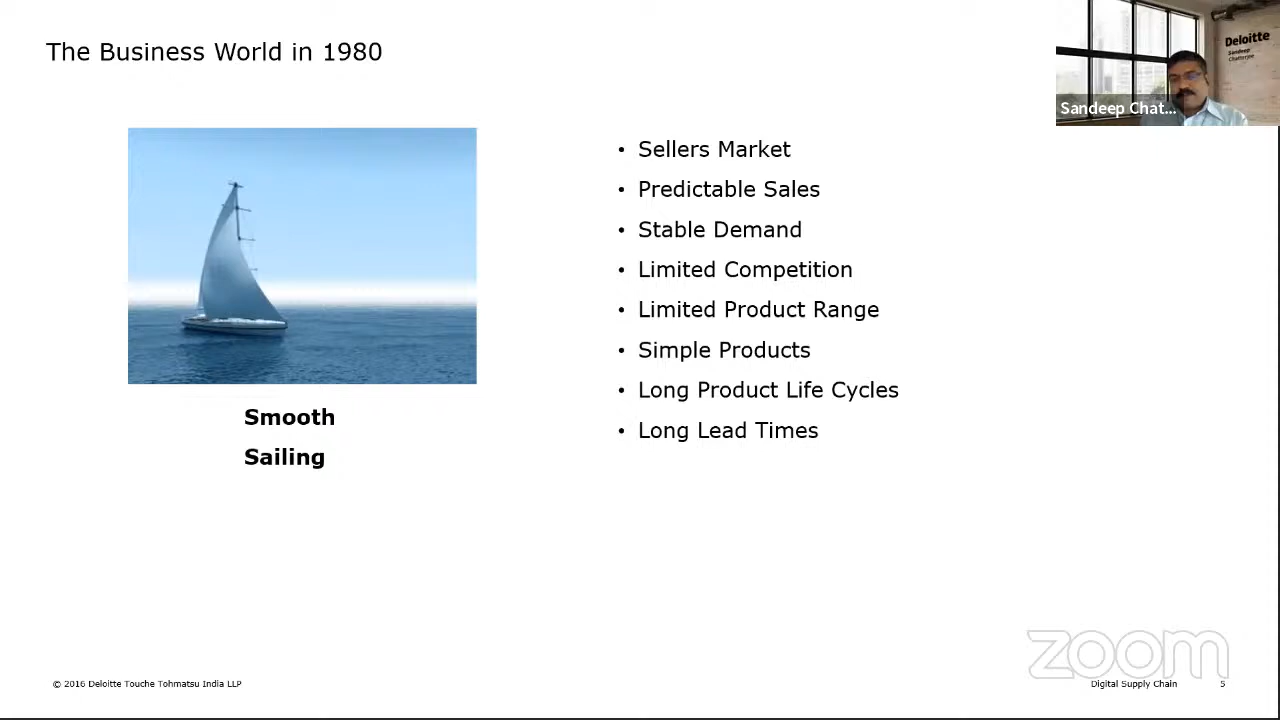 The Business World in 1980
Deloitte
Sandeep
Chatterjee
Sandeep Chat...
• Sellers Market
• Predictable Sales
• Stable Demand
• Limited Competition
• Limited Product Range
• Simple Products
• Long Product Life Cycles
• Long Lead Times
Smooth
Sailing
zoom
© 2016 Deloitte Touche Tohmatsu India LLP
Digital Supply Chain
5